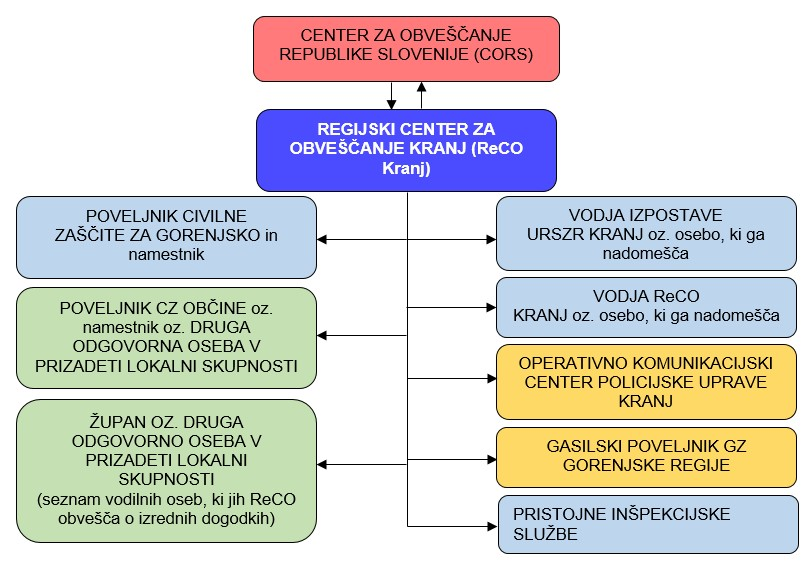 CENTER ZA OBVEŠČANJE
REPUBLIKE SLOVENIJE (CORS)
REGIJSKI CENTER ZA
OBVEŠČANJE KRANJ (ReCO
Kranj)
POVELJNIK CIVILNE
ZAŠČITE ZA GORENJSKO in
namestnik
POVELJNIK CZ OBČINE oz.
namestnik oz. DRUGA
ODGOVORNA OSEBA V
PRIZADETI LOKALNI SKUPNOSTI
ŽUPAN OZ. DRUGA
ODGOVORNO OSEBA V
PRIZADETI LOKALNI
SKUPNOSTI
(seznam vodilnih oseb, ki jih ReCO
obvešča o izrednih dogodkih)
VODJA IZPOSTAVE
URSZR KRANJ oz. osebo, ki ga
nadomešča
VODJA ReCO
KRANJ oz. osebo, ki ga nadomešča
OPERATIVNO KOMUNIKACIJSKI
CENTER POLICIJSKE UPRAVE
KRANJ
GASILSKI POVELJNIK GZ
GORENJSKE REGIJE
PRISTOJNE INŠPEKCIJSKE
SLUŽBE